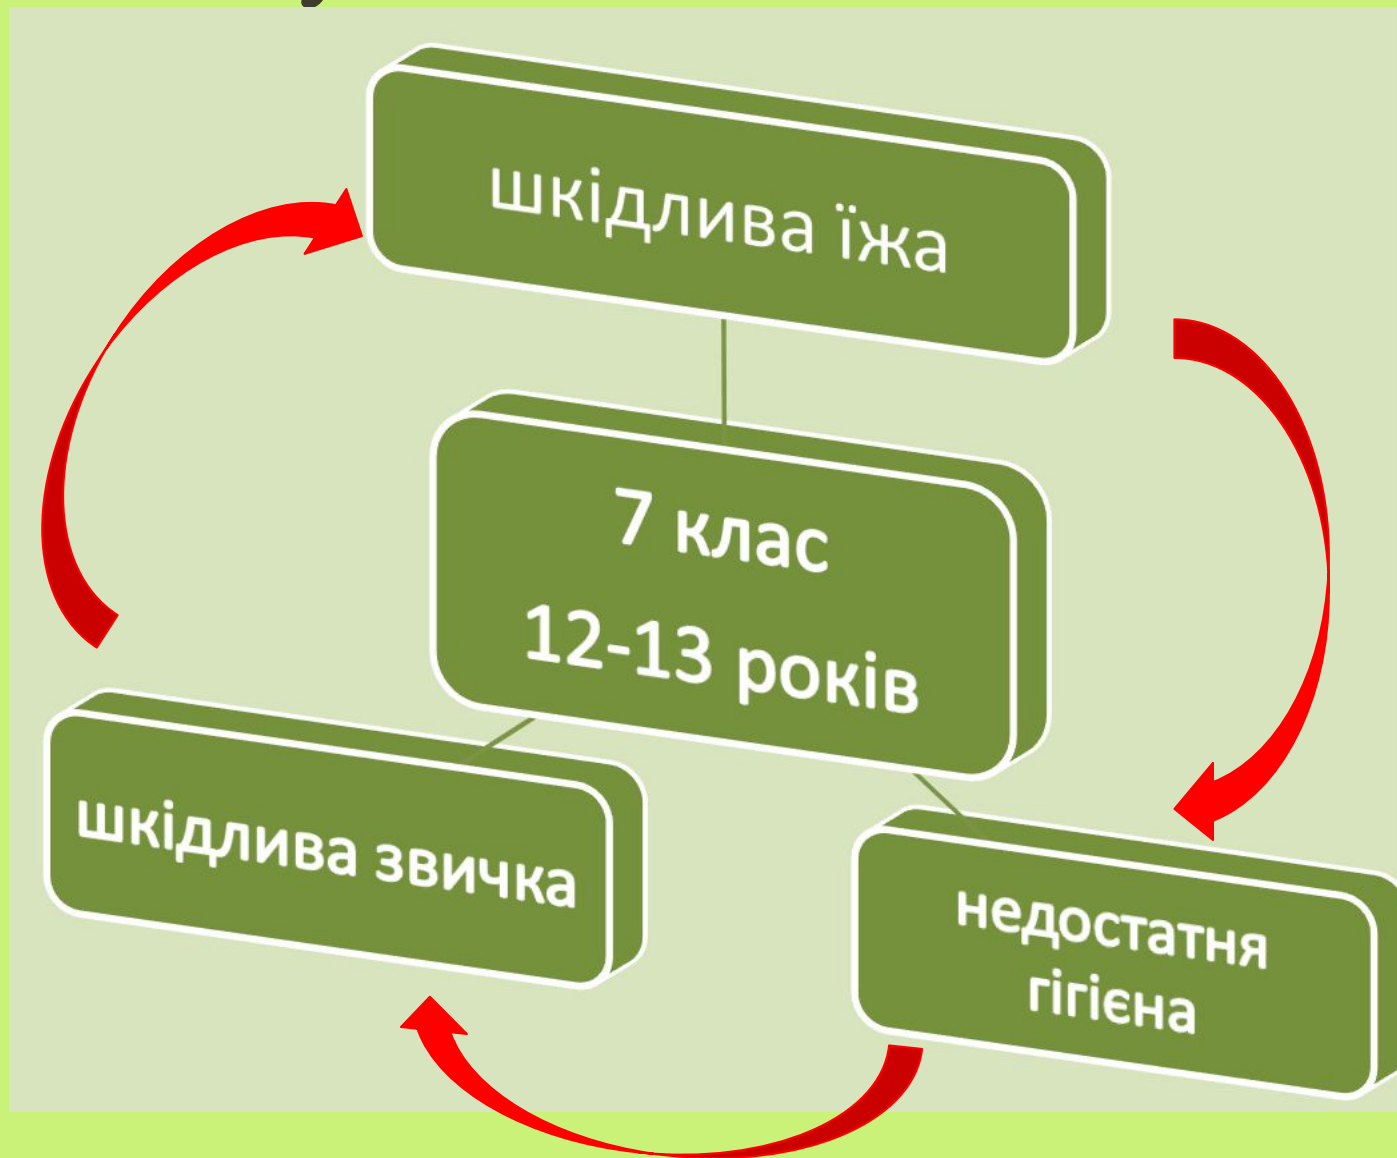 шкідлива їжа
7 клас
12-13 років
шкідлива звичка
недостатня
гігієна